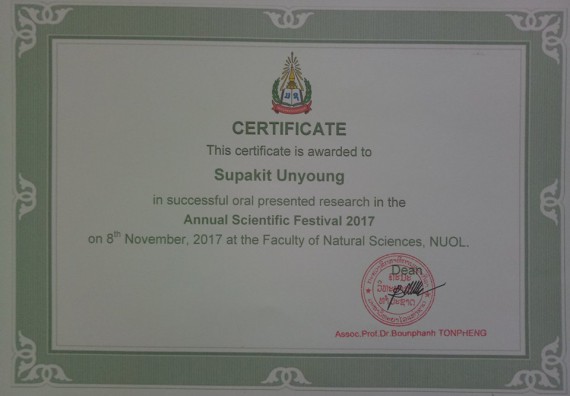 CERTIFICATE
This certificate is awarded to
Supakit Unyoung
in successful oral presented research in the
Annual Scientific Festival 2017
on 8th November, 2017 at the Faculty of Natural Sciences, NUOL.
Dean
Assoc.Prof.Dr.Bounphanh TONPHENG